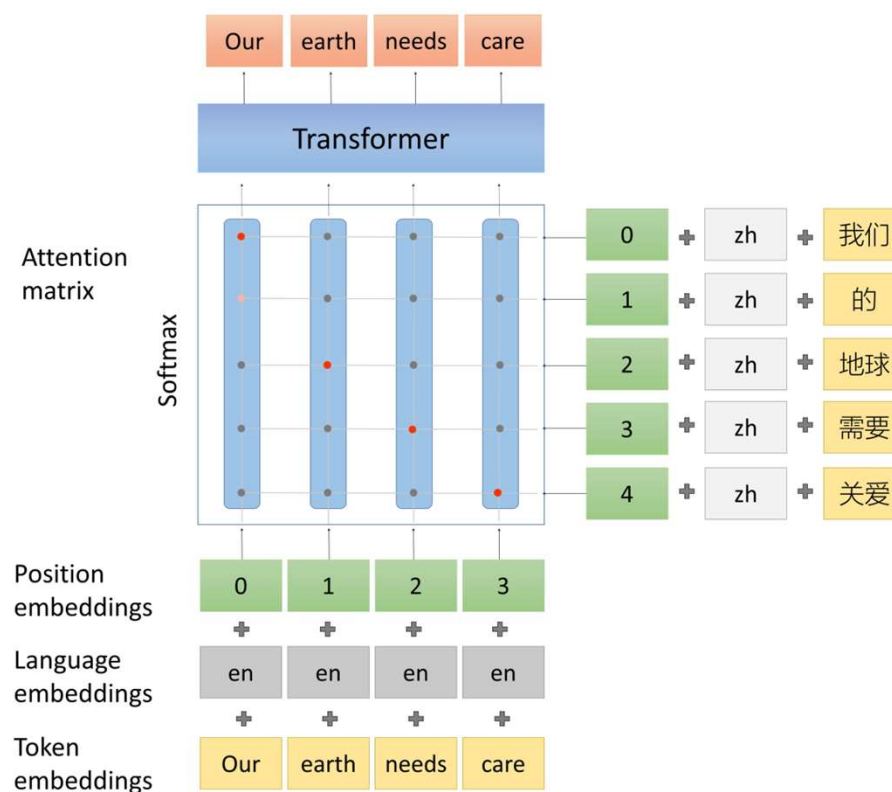 Our earth needs care
Transformer
Attention
matrix
Softmax
0 zh 我们
1 zh 的
2 zh 地球
3 zh 需要
4 zh 关爱
Position
embeddings
0 1 2 3
Language
embeddings
en en en en
Token
embeddings
Our earth needs care